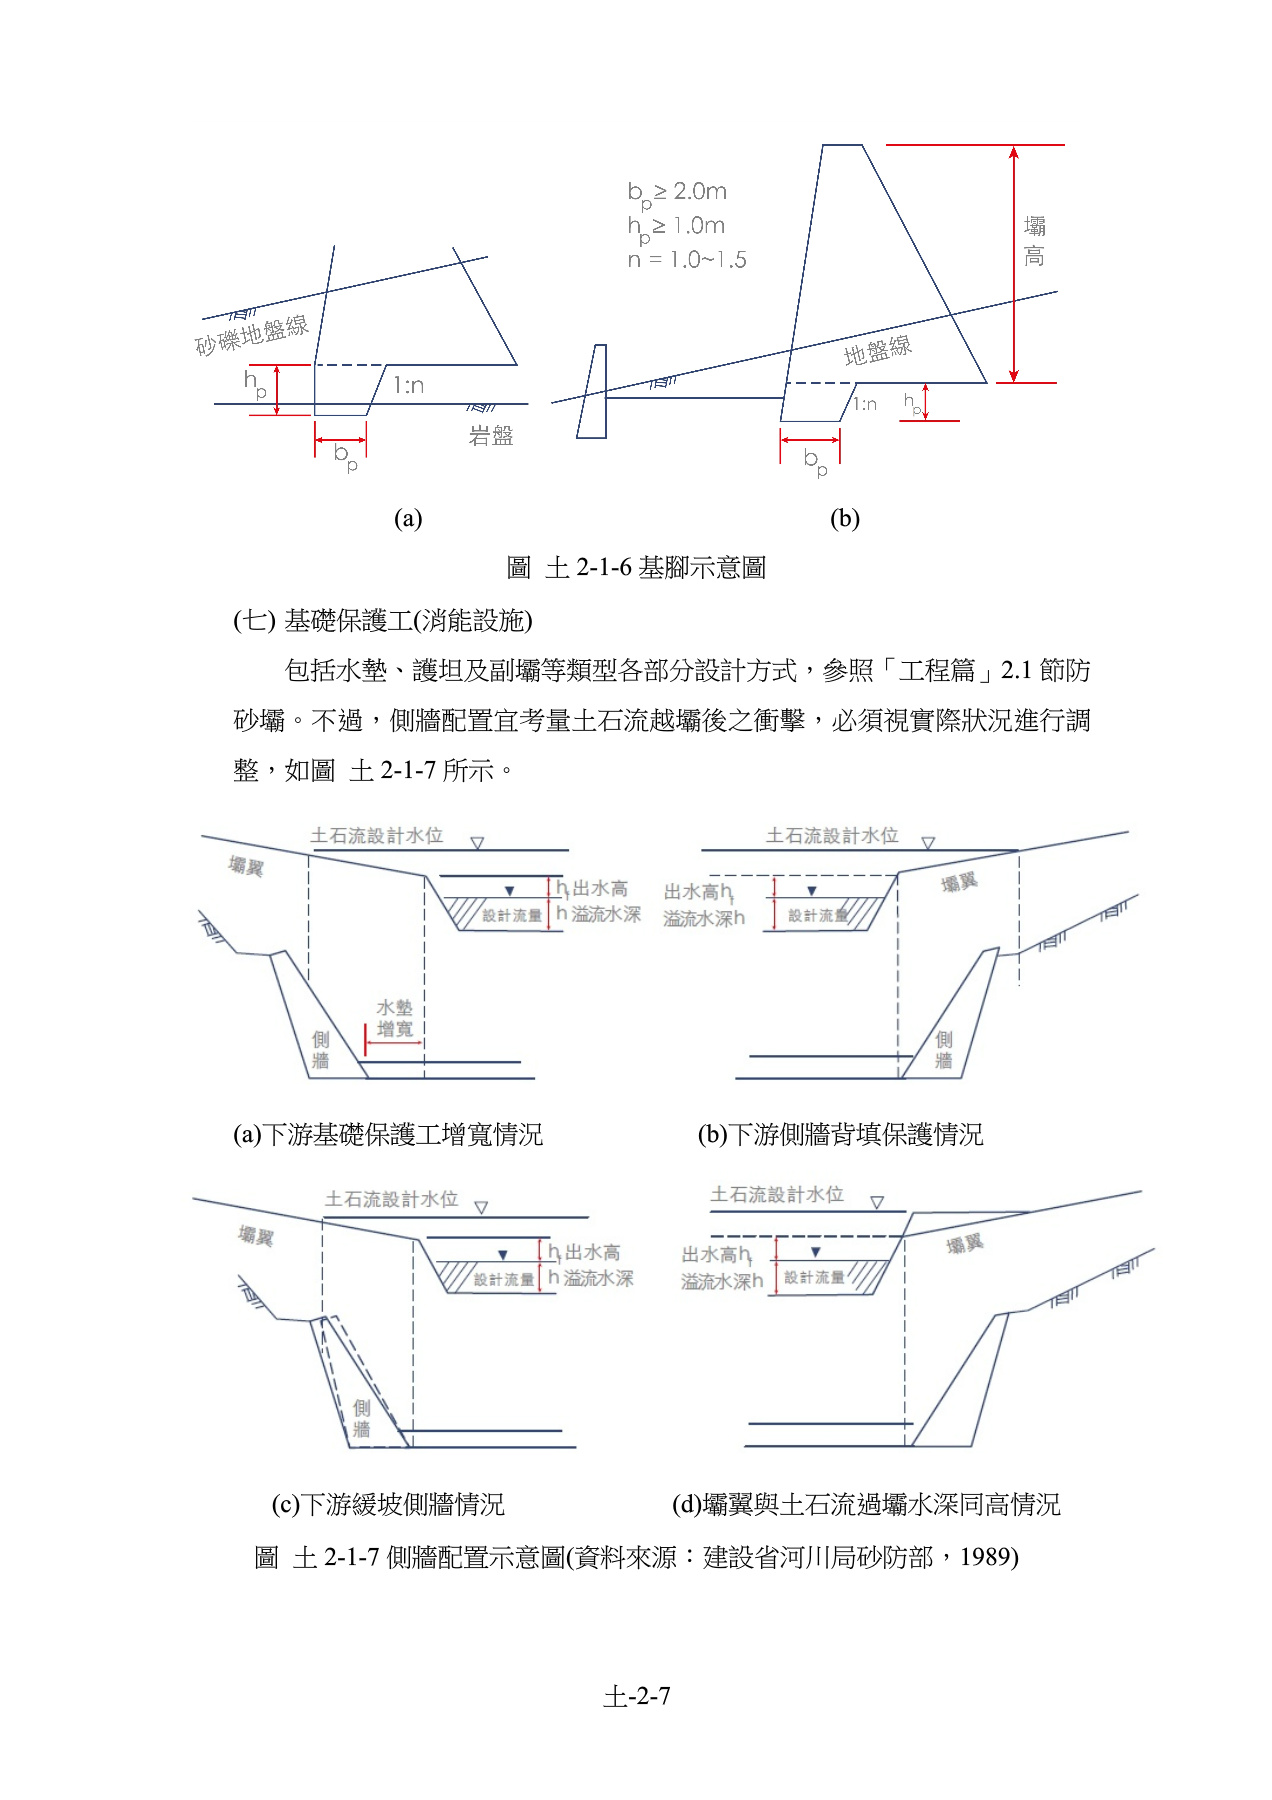 bp≥ 2.0m
hp≥ 1.0m
n = 1.0~1.5
壩高
砂礫地盤線
hp
1:n
岩盤
bp
地盤線
1:n
hp
bp
(a)
(b)
圖 土 2-1-6 基腳示意圖
(七) 基礎保護工(消能設施)
包括水墊、護坦及副壩等類型各部分設計方式，參照「工程篇」2.1 節防
砂壩。不過，側牆配置宜考量土石流越壩後之衝擊，必須視實際狀況進行調
整，如圖 土 2-1-7 所示。
土石流設計水位
壩翼
hf出水高
設計流量
h 溢流水深
水墊
增寬
側牆
土石流設計水位
壩翼
出水高hf
溢流水深h
設計流量
側牆
(a)下游基礎保護工增寬情況
(b)下游側牆背填保護情況
土石流設計水位
壩翼
hf出水高
設計流量
h 溢流水深
側牆
土石流設計水位
壩翼
出水高hf
溢流水深h
設計流量
(c)下游緩坡側牆情況
(d)壩翼與土石流過壩水深同高情況
圖 土 2-1-7 側牆配置示意圖(資料來源：建設省河川局砂防部，1989)
土-2-7